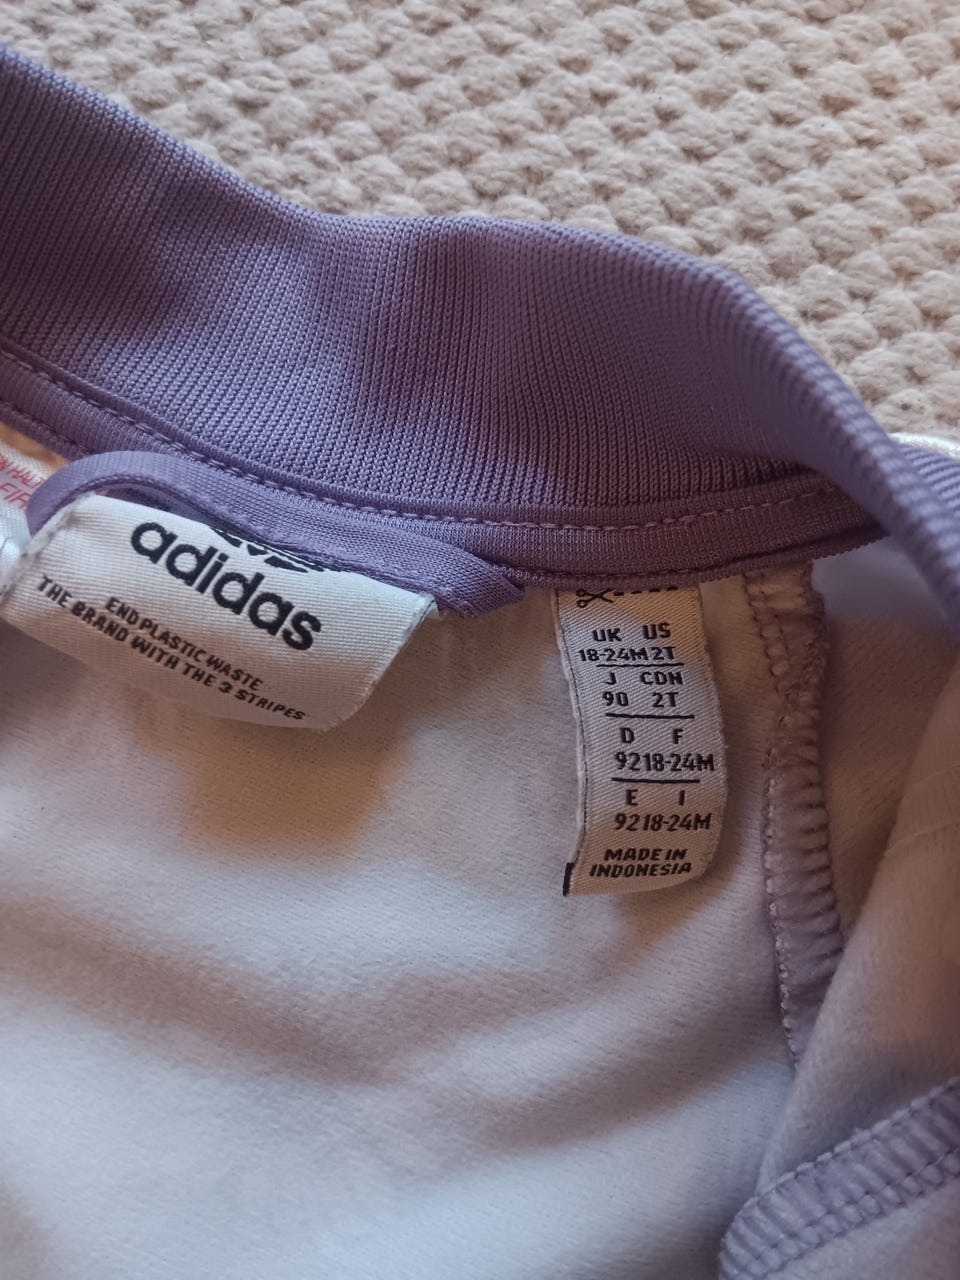 adidas
END PLASTIC WASTE
THE BRAND WITH THE 3 STRIPES
UK US
18-24M 2T
J CDN
90 2T
D F
92 18-24M
E I
92 18-24M
MADE IN
INDONESIA